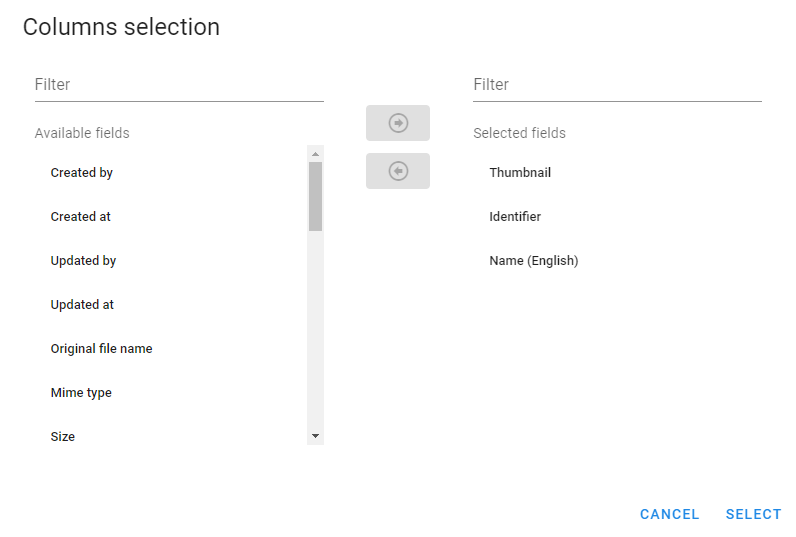 Columns selection
Filter
Available fields
Created by
Created at
Updated by
Updated at
Original file name
Mime type
Size
Filter
Selected fields
Thumbnail
Identifier
Name (English)
CANCEL
SELECT